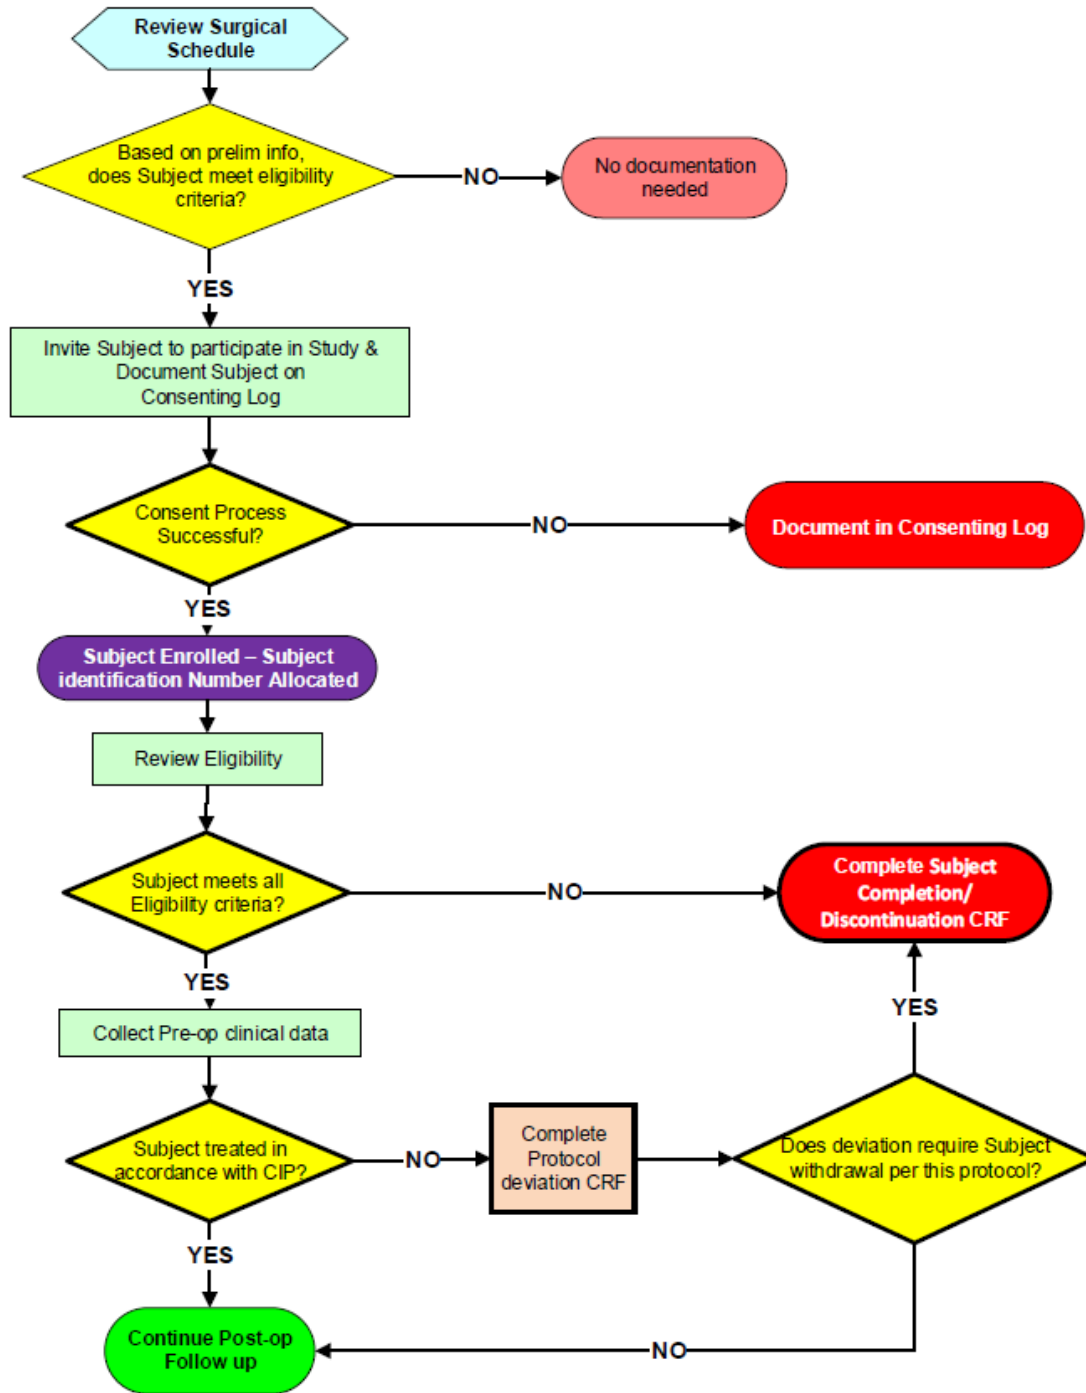 Review Surgical
Schedule
Based on prelim info,
does Subject meet eligibility
criteria?
NO
No documentation
needed
YES
Invite Subject to participate in Study &
Document Subject on
Consenting Log
Consent Process
Successful?
NO
Document in Consenting Log
YES
Subject Enrolled – Subject
identification Number Allocated
Review Eligibility
Subject meets all
Eligibility criteria?
NO
Complete Subject
Completion/
Discontinuation CRF
YES
YES
Collect Pre-op clinical data
Subject treated in
accordance with CIP?
NO
Complete
Protocol
deviation CRF
Does deviation require Subject
withdrawal per this protocol?
YES
Continue Post-op
Follow up
NO